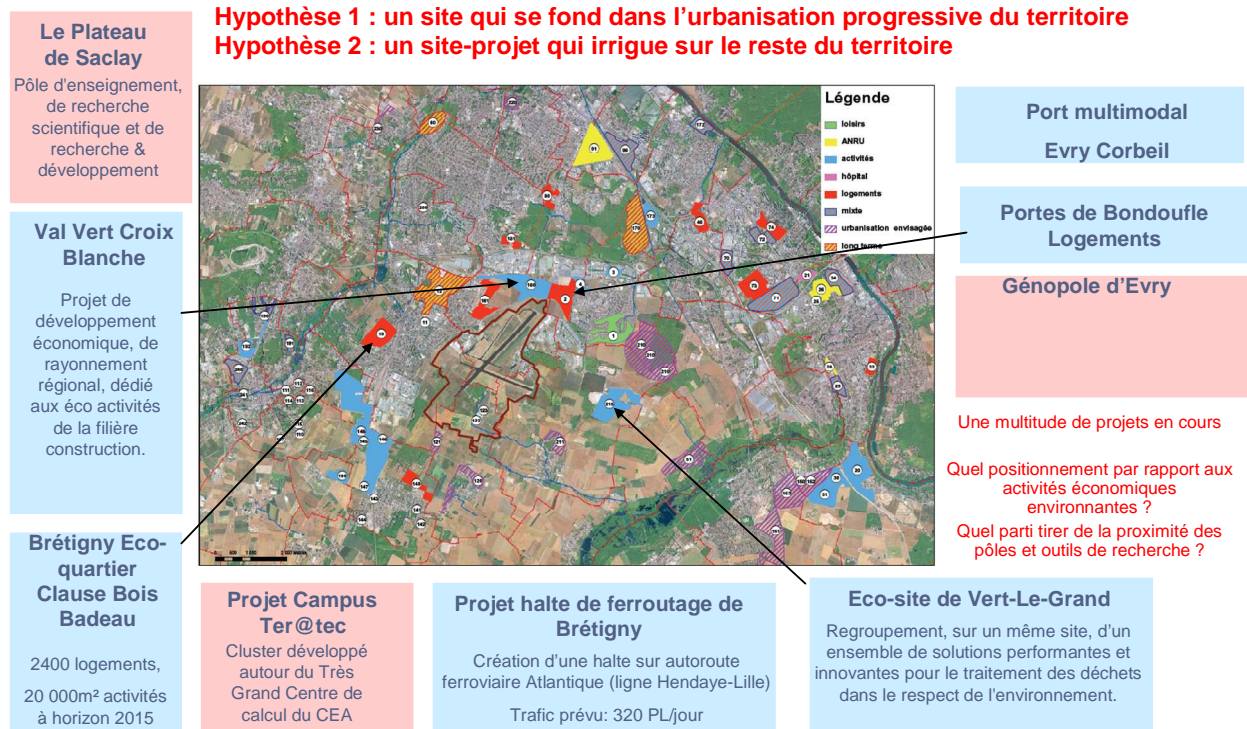 Hypothèse 1 : un site qui se fond dans l'urbanisation progressive du territoire
Hypothèse 2 : un site-projet qui irrigue sur le reste du territoire
Le Plateau
de Saclay
Pôle d'enseignement,
de recherche
scientifique et de
recherche &
développement
Val Vert Croix
Blanche
Projet de
développement
économique, de
rayonnement
régional, dédié
aux éco activités
de la filière
construction.
Brétigny Eco-
quartier
Clause Bois
Badeau
2400 logements,
20 000m² activités
à horizon 2015
Légende
loisirs
ANRU
activités
hôpital
logements
mixte
urbanisation envisagée
long terme
Port multimodal
Evry Corbeil
Portes de Bondoufle
Logements
Génopole d'Evry
Une multitude de projets en cours
Quel positionnement par rapport aux
activités économiques
environnantes ?
Quel parti tirer de la proximité des
pôles et outils de recherche ?
Projet Campus
Ter@tec
Cluster développé
autour du Très
Grand Centre de
calcul du CEA
Projet halte de ferroutage de
Brétigny
Création d'une halte sur autoroute
ferroviaire Atlantique (ligne Hendaye-Lille)
Trafic prévu: 320 PL/jour
Eco-site de Vert-Le-Grand
Regroupement, sur un même site, d'un
ensemble de solutions performantes et
innovantes pour le traitement des déchets
dans le respect de l'environnement.